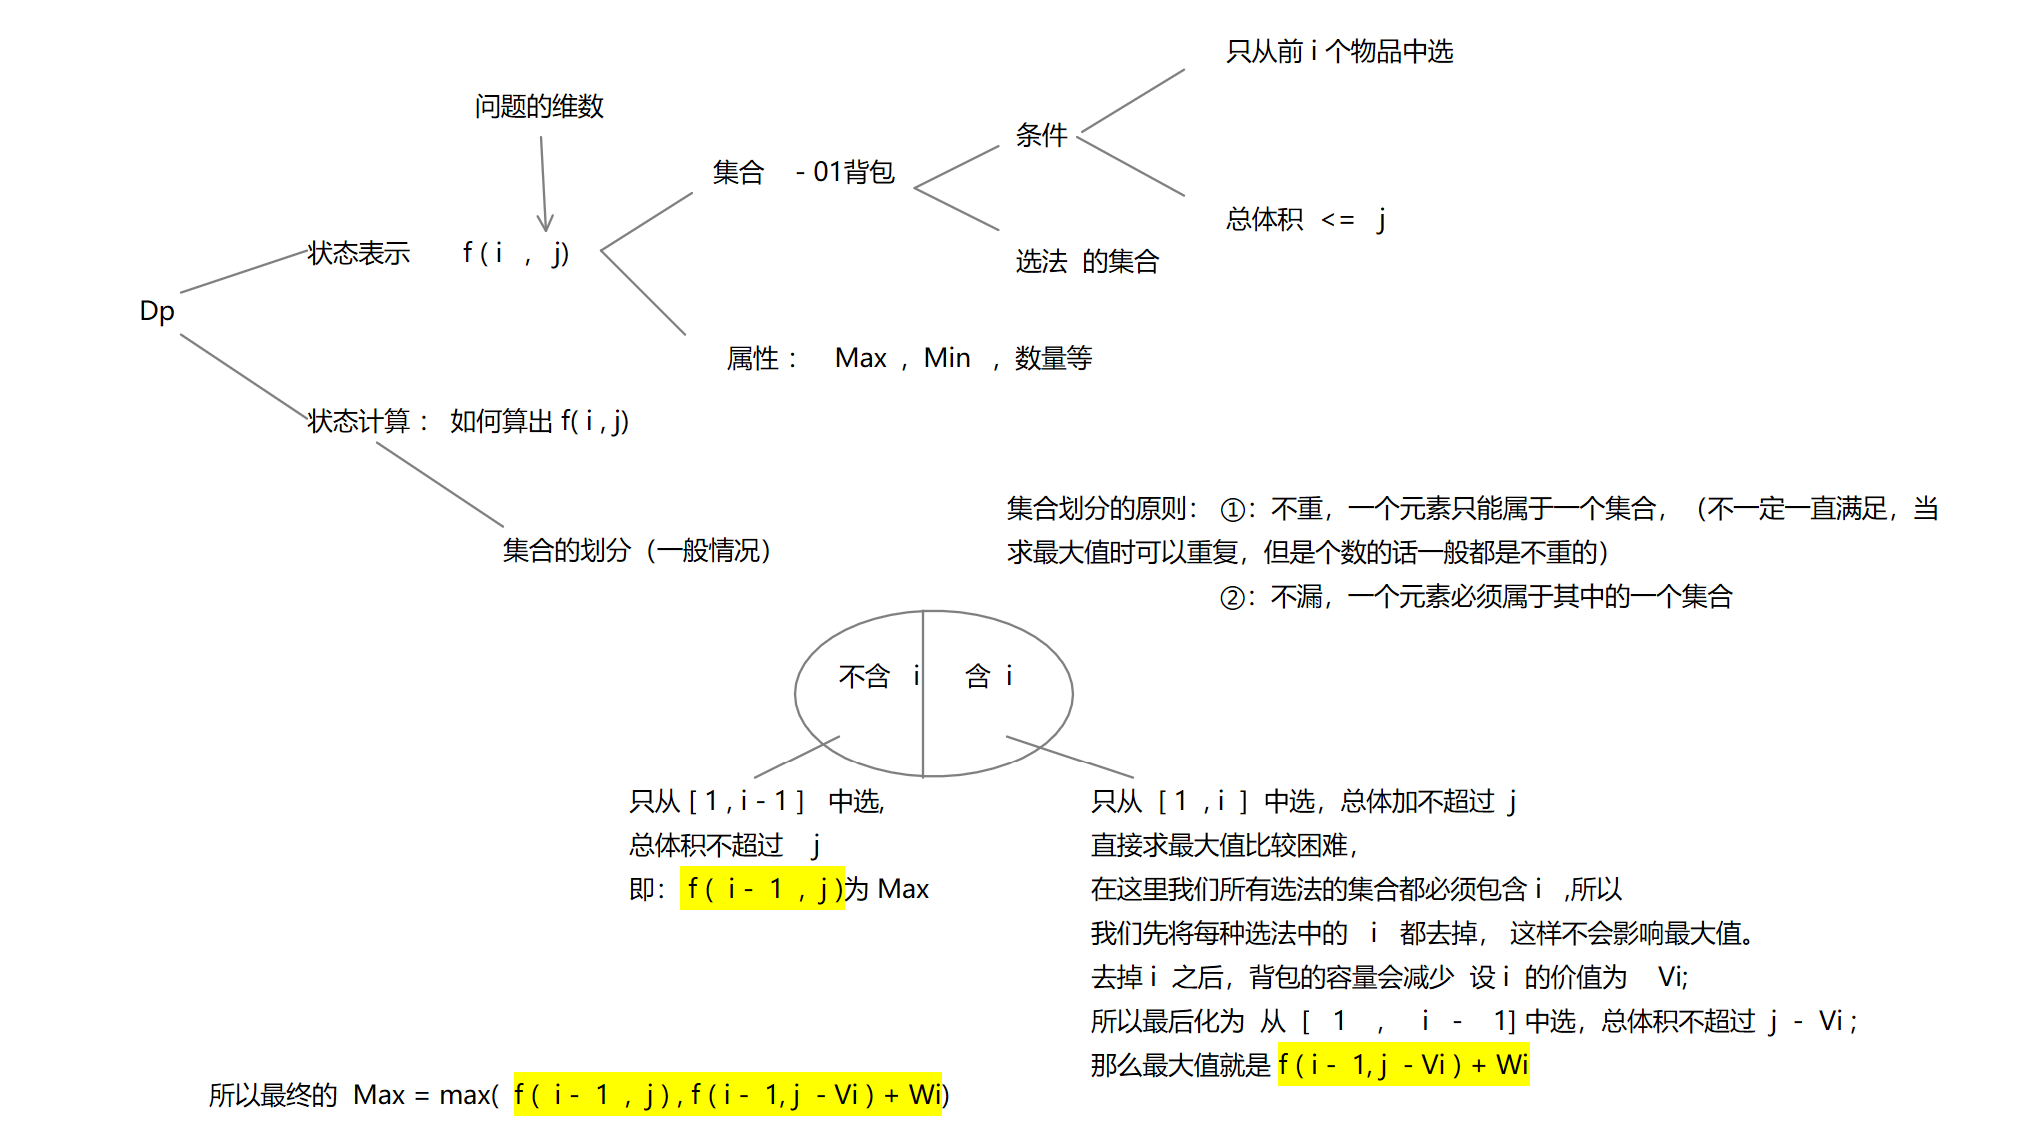 只从前 i 个物品中选
问题的维数
条件
集合 - 01背包
总体积 <= j
状态表示 f ( i , j)
选法 的集合
Dp
属性： Max , Min , 数量等
状态计算： 如何算出 f( i , j)
集合划分的原则： ①：不重，一个元素只能属于一个集合，（不一定一直满足，当
求最大值时可以重复，但是个数的话一般都是不重的）
集合的划分（一般情况）
②：不漏，一个元素必须属于其中的一个集合
不含 i 含 i
只从 [ 1 , i - 1 ] 中选,
总体积不超过 j
即： f ( i - 1 , j )为 Max
只从 [ 1 , i ] 中选，总体加不超过 j
直接求最大值比较困难，
在这里我们所有选法的集合都必须包含 i ,所以
我们先将每种选法中的 i 都去掉， 这样不会影响最大值。
去掉 i 之后，背包的容量会减少 设 i 的价值为 Vi;
所以最后化为 从 [ 1 , i - 1] 中选，总体积不超过 j - Vi ;
那么最大值就是 f ( i - 1, j - Vi ) + Wi
所以最终的 Max = max( f ( i - 1 , j ) , f ( i - 1, j - Vi ) + Wi)